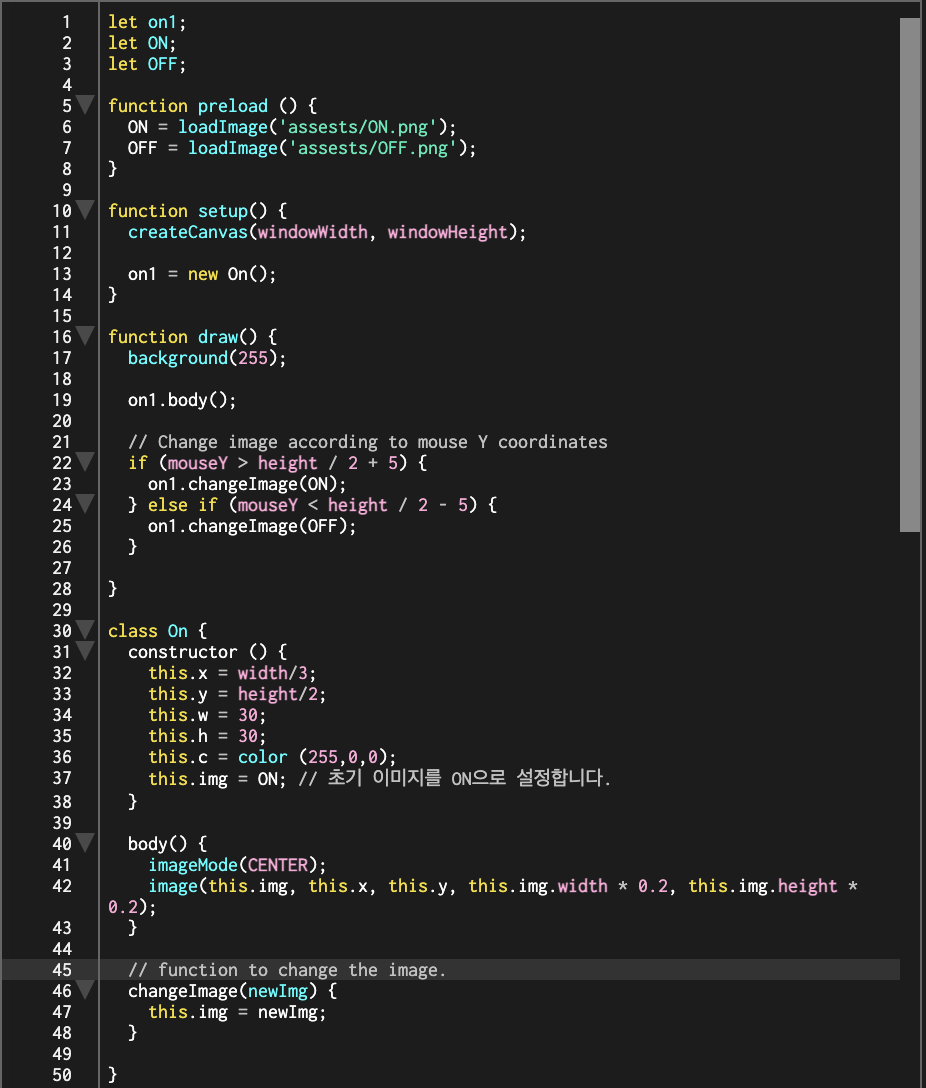 1 let on1;
2 let ON;
3 let OFF;
4
5 function preload () {
6   ON = loadImage('assests/ON.png');
7   OFF = loadImage('assests/OFF.png');
8 }
9
10 function setup() {
11   createCanvas(windowWidth, windowHeight);
12
13   on1 = new On();
14 }
15
16 function draw() {
17   background(255);
18
19   on1.body();
20
21   // Change image according to mouse Y coordinates
22   if (mouseY > height / 2 + 5) {
23     on1.changeImage(ON);
24   } else if (mouseY < height / 2 - 5) {
25     on1.changeImage(OFF);
26   }
27
28 }
29
30 class On {
31   constructor () {
32     this.x = width/3;
33     this.y = height/2;
34     this.w = 30;
35     this.h = 30;
36     this.c = color (255,0,0);
37     this.img = ON; // 초기 이미지를 ON으로 설정합니다.
38   }
39
40   body() {
41     imageMode(CENTER);
42     image(this.img, this.x, this.y, this.img.width * 0.2, this.img.height *
0.2);
43   }
44
45   // function to change the image.
46   changeImage(newImg) {
47     this.img = newImg;
48   }
49
50 }